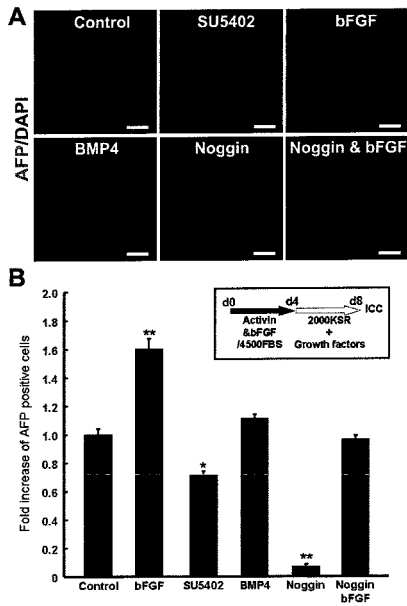 A
Control SU5402 bFGF
BMP4 Noggin Noggin & bFGF
AFP/DAPI
B
Fold increase of AFP positive cells
1.8
1.6
1.4
1.2
1.0
0.8
0.6
0.4
0.2
0
**
*
**
d0 d4 d8 ICC
Activin 2000KSR
&bFGF +
/4500FBS Growth factors
Control bFGF SU5402 BMP4 Noggin Noggin
bFGF